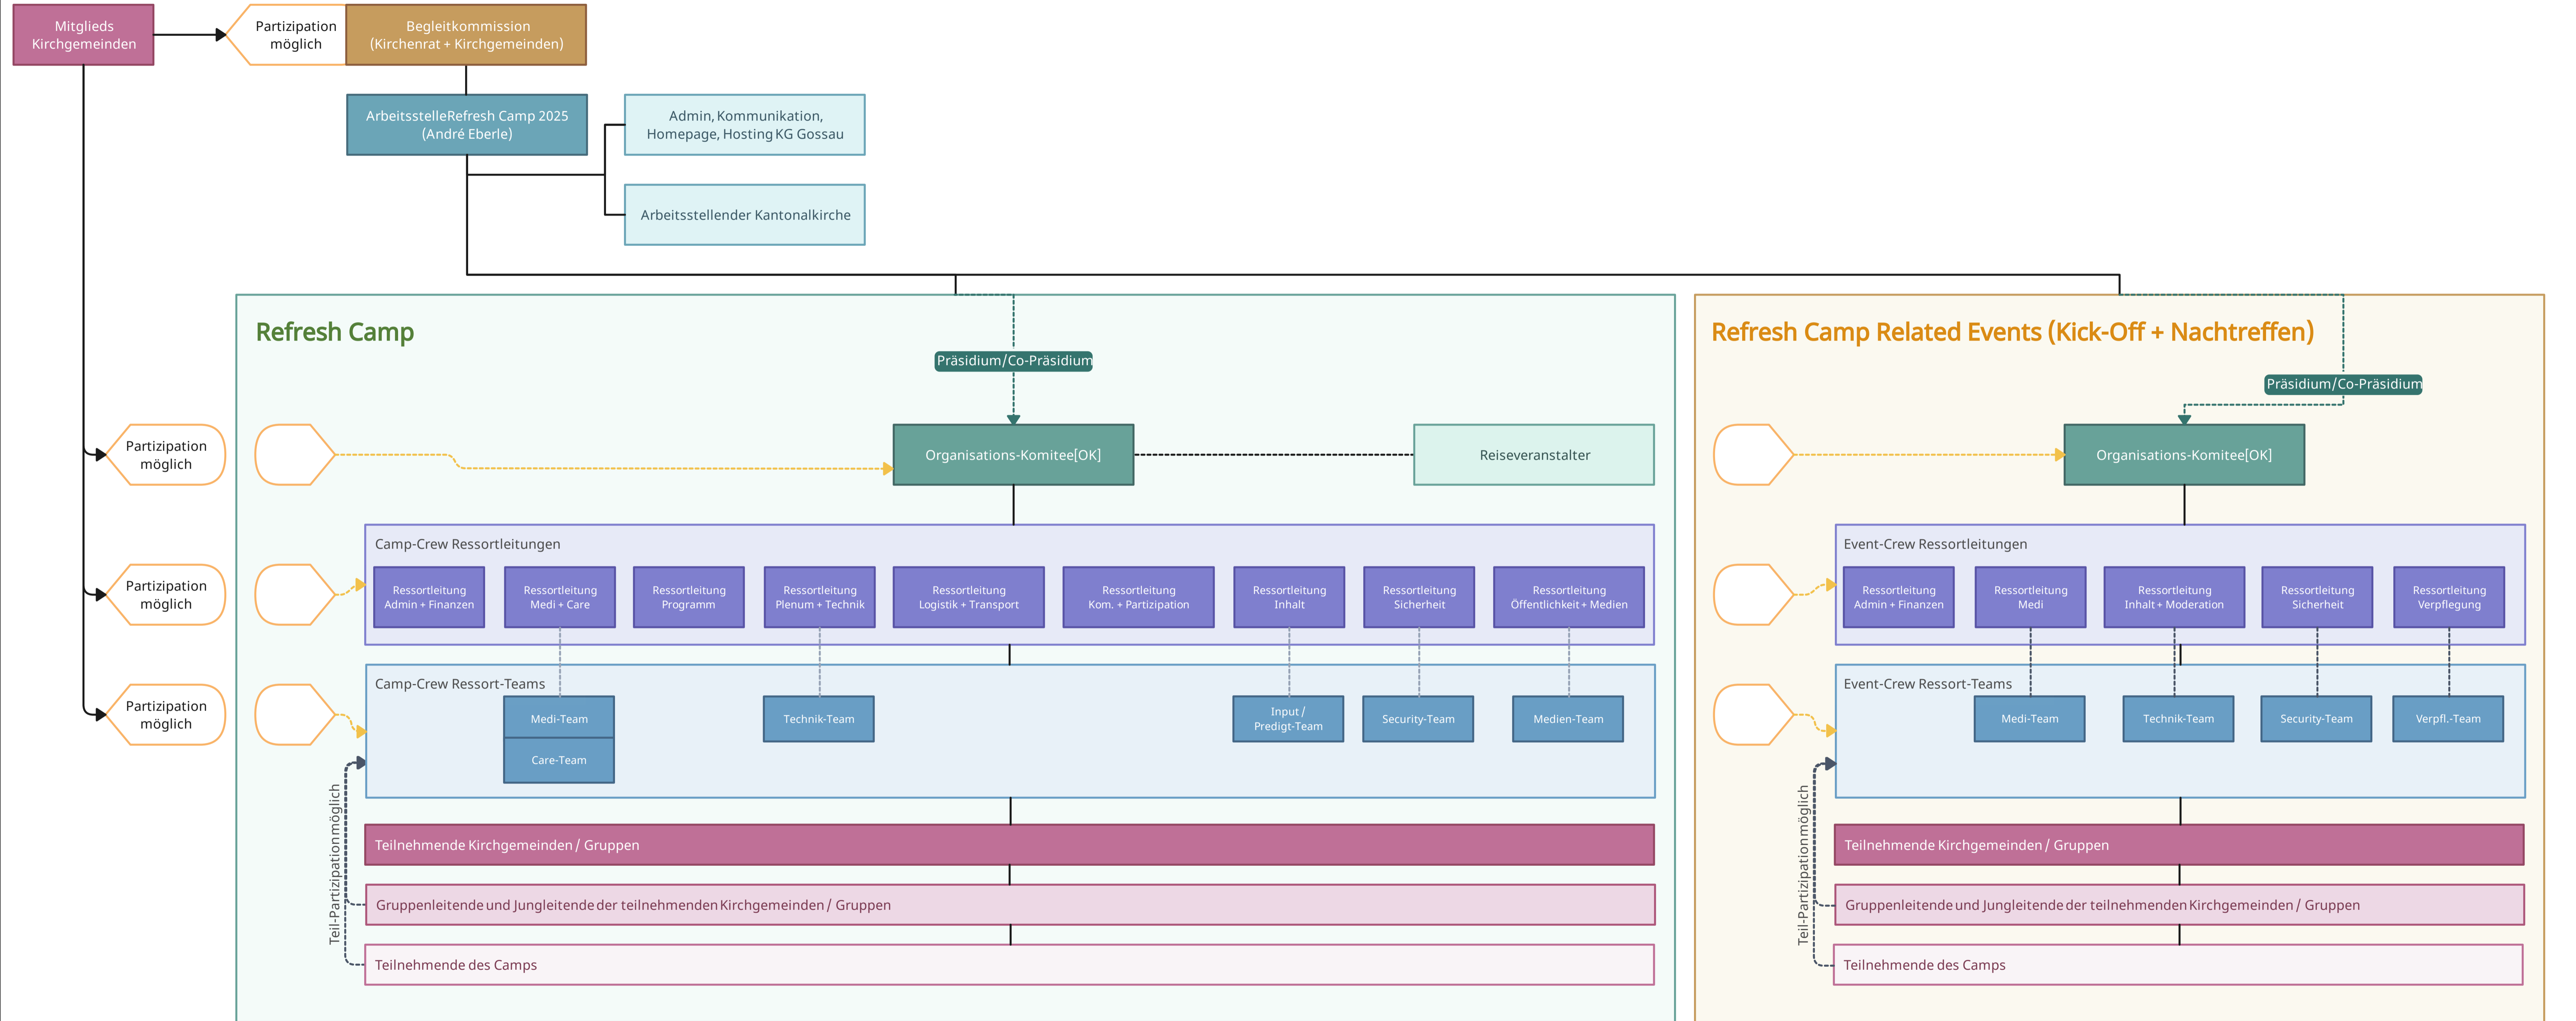 Mitglieds
Kirchgemeinden
Partizipation
möglich
Begleitkommission
(Kirchenrat + Kirchgemeinden)
ArbeitsstelleRefresh Camp 2025
(André Eberle)
Admin, Kommunikation,
Homepage, Hosting KG Gossau
Arbeitsstellender Kantonalkirche
Refresh Camp
Präsidium/Co-Präsidium
Partizipation
möglich
Organisations-Komitee[OK]
Reiseveranstalter
Partizipation
möglich
Camp-Crew Ressortleitungen
Ressortleitung
Admin + Finanzen
Ressortleitung
Medi + Care
Ressortleitung
Programm
Ressortleitung
Plenum + Technik
Ressortleitung
Logistik + Transport
Ressortleitung
Kom. + Partizipation
Ressortleitung
Inhalt
Ressortleitung
Sicherheit
Ressortleitung
Öffentlichkeit + Medien
Partizipation
möglich
Camp-Crew Ressort-Teams
Medi-Team
Care-Team
Technik-Team
Input /
Predigt-Team
Security-Team
Medien-Team
Teil-Partizipationmöglich
Teilnehmende Kirchgemeinden / Gruppen
Gruppenleitende und Jungleitende der teilnehmenden Kirchgemeinden / Gruppen
Teilnehmende des Camps
Refresh Camp Related Events (Kick-Off + Nachtreffen)
Präsidium/Co-Präsidium
Organisations-Komitee[OK]
Event-Crew Ressortleitungen
Ressortleitung
Admin + Finanzen
Ressortleitung
Medi
Ressortleitung
Inhalt + Moderation
Ressortleitung
Sicherheit
Ressortleitung
Verpflegung
Event-Crew Ressort-Teams
Medi-Team
Technik-Team
Security-Team
Verpfl.-Team
Teil-Partizipationmöglich
Teilnehmende Kirchgemeinden / Gruppen
Gruppenleitende und Jungleitende der teilnehmenden Kirchgemeinden / Gruppen
Teilnehmende des Camps